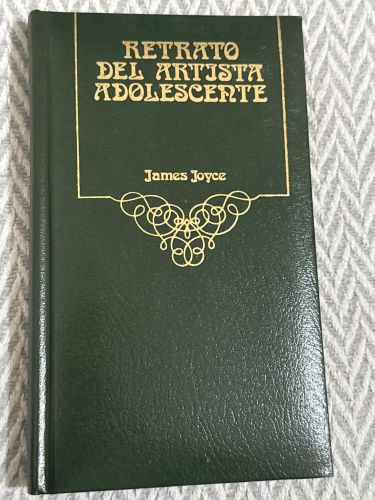 RETRATO
DEL ARTISTA
ADOLESCENTE
James Joyce